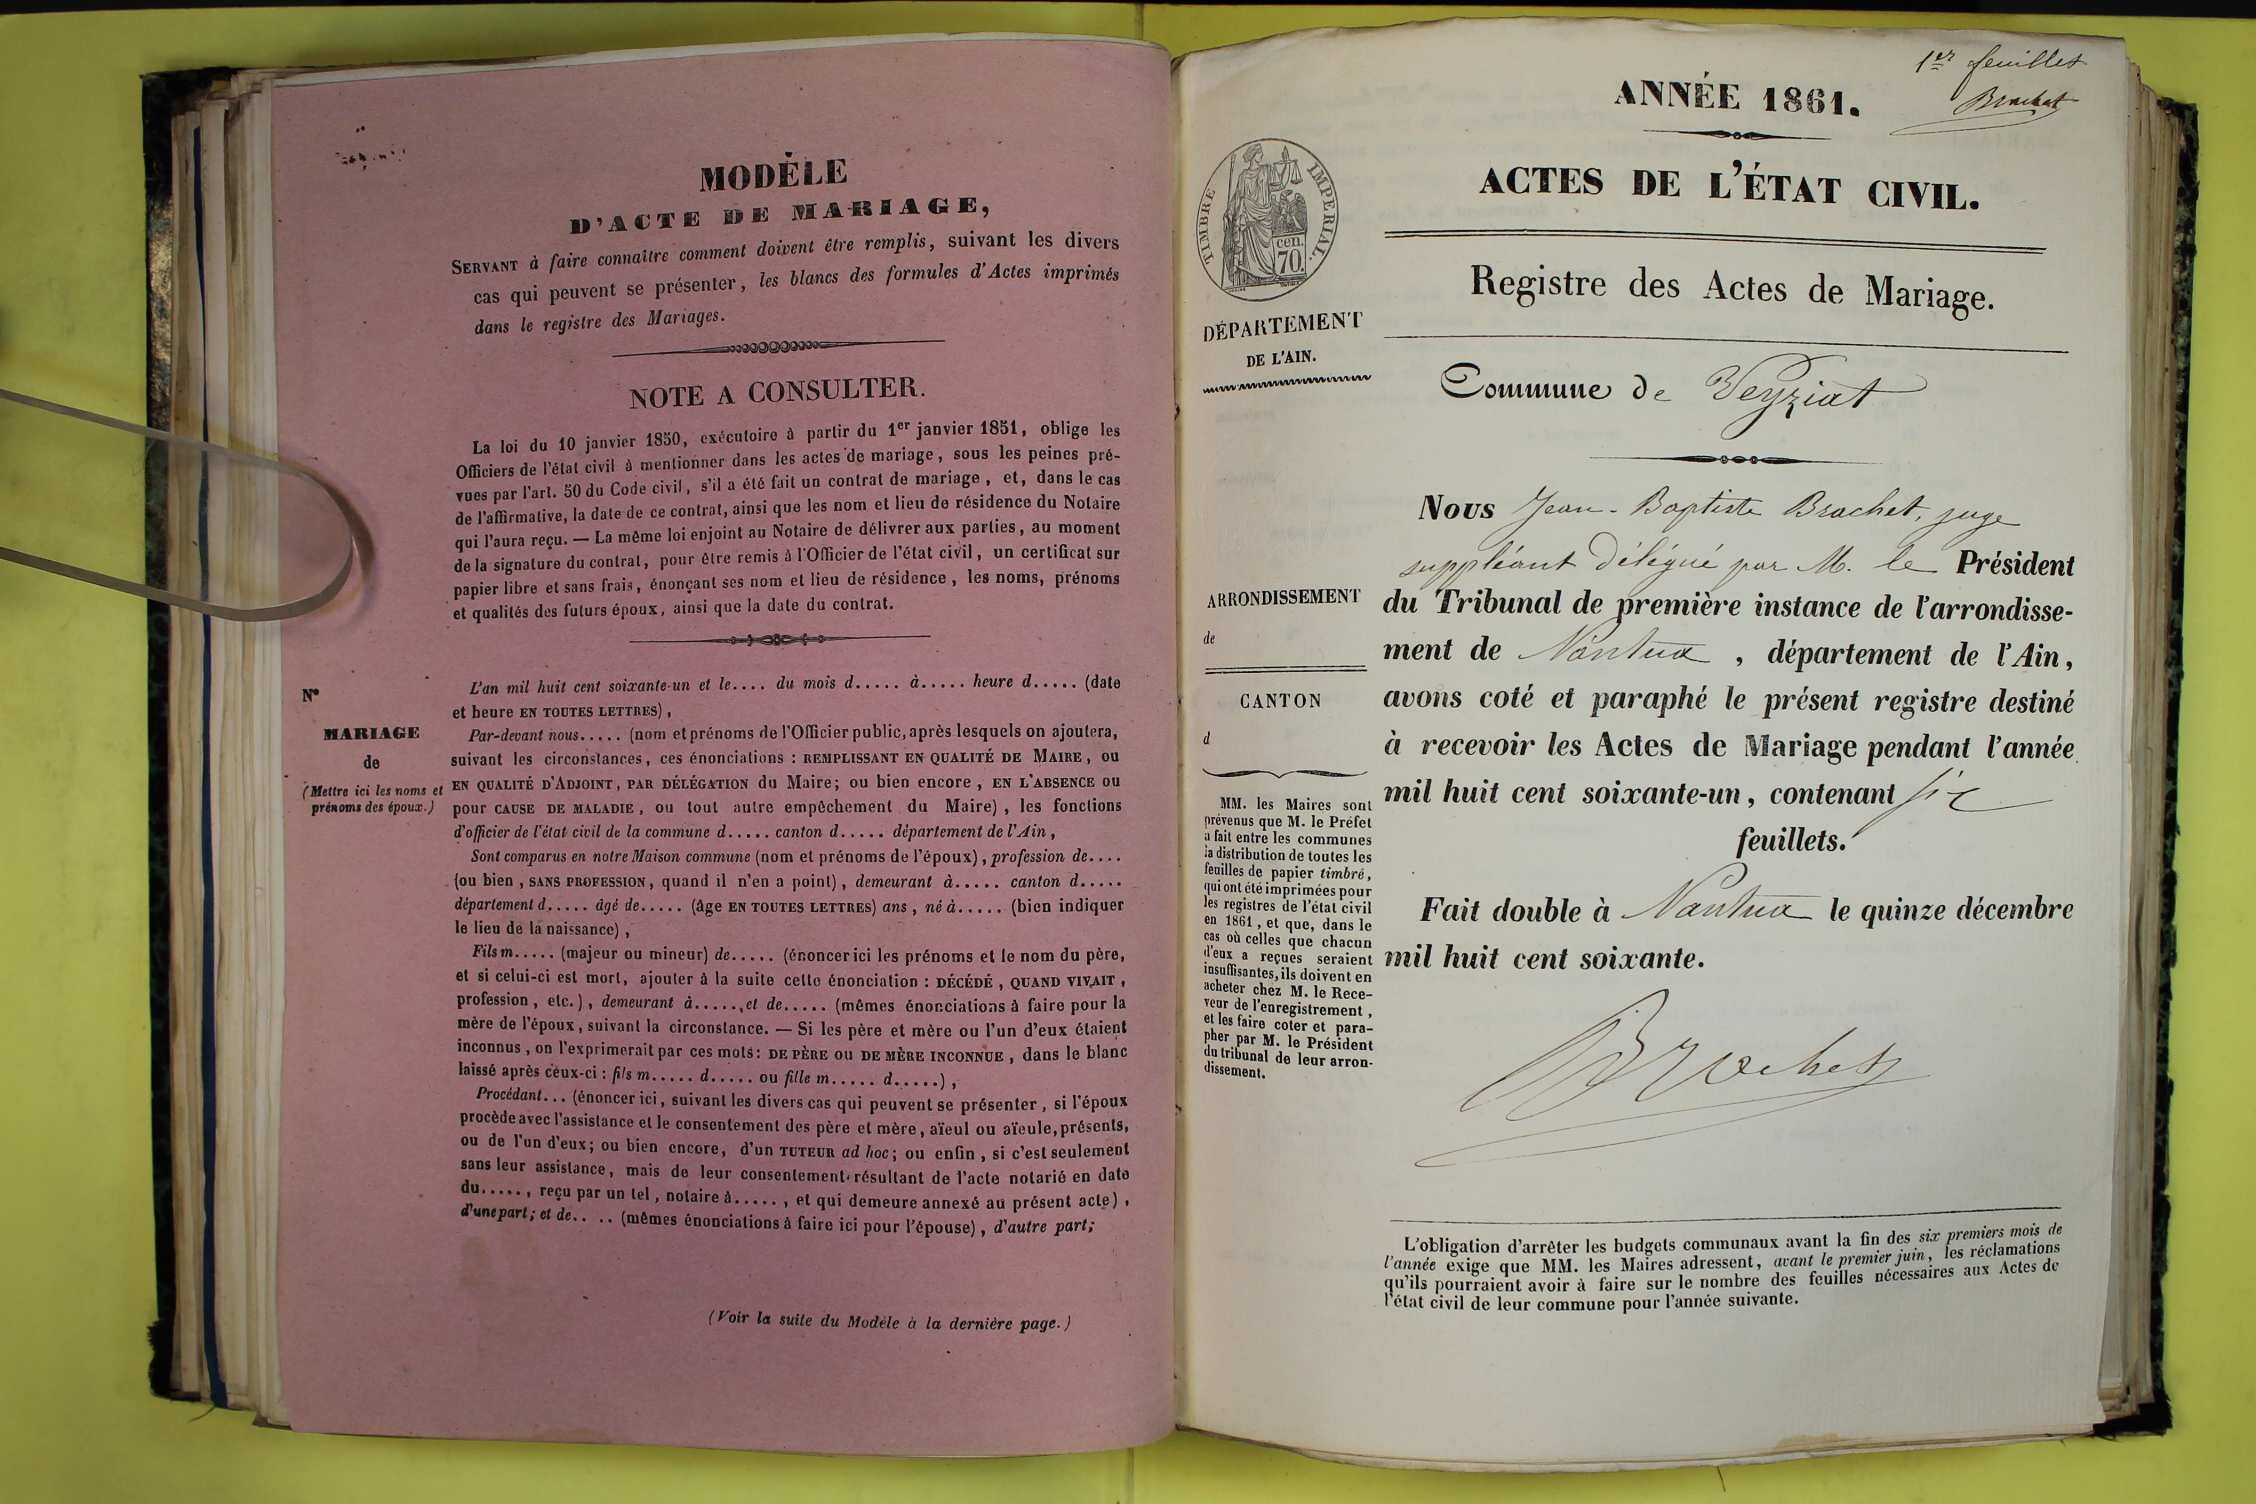 MODÈLE
D'ACTE DE MARIAGE,
SERVANT à faire connaître comment doivent être remplis, suivant les divers
cas qui peuvent se présenter, les blancs des formules d'Actes imprimés
dans le registre des Mariages.
NOTE A CONSULTER.
La loi du 10 janvier 1850, exécutoire à partir du 1er janvier 1851, oblige les
Officiers de l'état civil à mentionner dans les actes de mariage, sous les peines pré-
vues par l'art. 50 du Code civil, s'il a été fait un contrat de mariage, et, dans le cas
de l'affirmative, la date de ce contrat, ainsi que les nom et lieu de résidence du Notaire
qui l'aura reçu. — La même loi enjoint au Notaire de délivrer aux parties, au moment
de la signature du contrat, pour être remis à l'Officier de l'état civil, un certificat sur
papier libre et sans frais, énonçant ses nom et lieu de résidence, les noms, prénoms
et qualités des futurs époux, ainsi que la date du contrat.
N°
MARIAGE
de
(Mettre ici les noms et
prénoms des époux.)
L'an mil huit cent soixante-un et le.... du mois d..... à..... heure d..... (date
et heure EN TOUTES LETTRES),
Par-devant nous..... (nom et prénoms de l'Officier public, après lesquels on ajoutera,
suivant les circonstances, ces énonciations : REMPLISSANT EN QUALITÉ DE MAIRE, OU
EN QUALITÉ D'ADJOINT, PAR DÉLÉGATION du Maire; ou bien encore, EN L'ABSENCE OU
pour CAUSE DE MALADIE, ou tout autre empêchement du Maire), les fonctions
d'officier de l'état civil de la commune d..... canton d..... département de l'Ain,
Sont comparus en notre Maison commune (nom et prénoms de l'époux), profession de....
(ou bien, SANS PROFESSION, quand il n'en a point), demeurant à..... canton d.....
département d..... âgé de..... (âge EN TOUTES LETTRES) ans, né à..... (bien indiquer
le lieu de la naissance),
Fils m..... (majeur ou mineur) de..... (énoncer ici les prénoms et le nom du père,
et si celui-ci est mort, ajouter à la suite cette énonciation : DÉCÉDÉ, QUAND VIVAIT,
profession, etc.), demeurant à....., et de..... (mêmes énonciations à faire pour la
mère de l'époux, suivant la circonstance. — Si les père et mère ou l'un d'eux étaient
inconnus, on l'exprimerait par ces mots: DE PÈRE OU DE MÈRE INCONNUE, dans le blanc
laissé après ceux-ci : fils m..... d..... ou fille m..... d.....),
Procédant... (énoncer ici, suivant les divers cas qui peuvent se présenter, si l'époux
procède avec l'assistance et le consentement des père et mère, aïeul ou aïeule, présents,
ou de l'un d'eux; ou bien encore, d'un TUTEUR ad hoc; ou enfin, si c'est seulement
sans leur assistance, mais de leur consentement résultant de l'acte notarié en date
du....., reçu par un tel, notaire à....., et qui demeure annexé au présent acte),
d'une part; et de.. .. (mêmes énonciations à faire ici pour l'épouse), d'autre part;
(Voir la suite du Modèle à la dernière page.)
1er feuillet
Brachet
ANNÉE 1861.
ACTES DE L'ÉTAT CIVIL.
Registre des Actes de Mariage.
TIMBRE IMPERIAL.
cen.
70.
DÉPARTEMENT
DE L'AIN.
ARRONDISSEMENT
de
CANTON
d
MM. les Maires sont
prévenus que M. le Préfet
a fait entre les communes
la distribution de toutes les
feuilles de papier timbré,
qui ont été imprimées pour
les registres de l'état civil
en 1861, et que, dans le
cas où celles que chacun
d'eux a reçues seraient
insuffisantes, ils doivent en
acheter chez M. le Rece-
veur de l'enregistrement,
et les faire coter et para-
pher par M. le Président
du tribunal de leur arron-
dissement.
Commune de Veyziat
Nous Jean-Baptiste Brachet, juge
suppléant délégué par M. le Président
du Tribunal de première instance de l'arrondisse-
ment de Nantua, département de l'Ain,
avons coté et paraphé le présent registre destiné
à recevoir les Actes de Mariage pendant l'année
mil huit cent soixante-un, contenant six
feuillets.
Fait double à Nantua le quinze décembre
mil huit cent soixante.
Brachet
L'obligation d'arrêter les budgets communaux avant la fin des six premiers mois de
l'année exige que MM. les Maires adressent, avant le premier juin, les réclamations
qu'ils pourraient avoir à faire sur le nombre des feuilles nécessaires aux Actes de
l'état civil de leur commune pour l'année suivante.